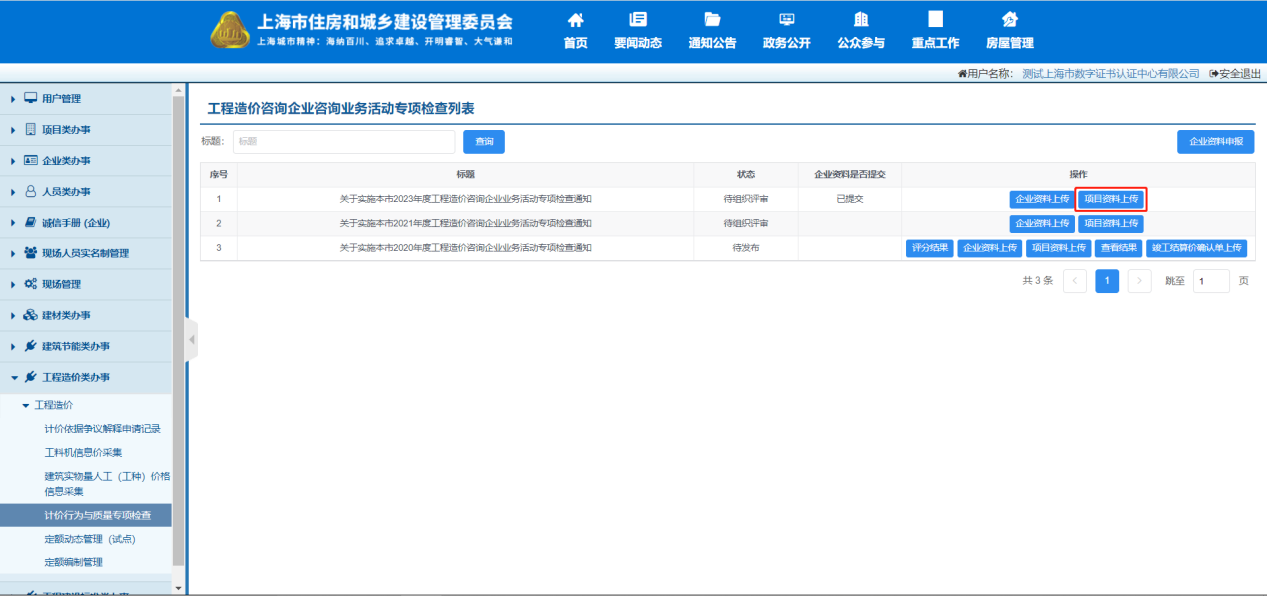 上海市住房和城乡建设管理委员会
上海城市精神：海纳百川、追求卓越、开明睿智、大气谦和
首页 要闻动态 通知公告 政务公开 公众参与 重点工作 房屋管理
用户名称： 测试上海市数字证书认证中心有限公司 安全退出
用户管理
项目类办事
企业类办事
人员类办事
诚信手册 (企业)
现场人员实名制管理
现场管理
建材类办事
建筑节能类办事
工程造价类办事
工程造价
计价依据争议解释申请记录
工料机信息价采集
建筑实物量人工（工种）价格
信息采集
计价行为与质量专项检查
定额动态管理（试点）
定额编制管理
工程造价咨询企业咨询业务活动专项检查列表
标题： 标题 查询 企业资料申报
序号 标题 状态 企业资料是否提交 操作
1 关于实施本市2023年度工程造价咨询企业业务活动专项检查通知 待组织评审 已提交 企业资料上传 项目资料上传
2 关于实施本市2021年度工程造价咨询企业业务活动专项检查通知 待组织评审 企业资料上传 项目资料上传
3 关于实施本市2020年度工程造价咨询企业业务活动专项检查通知 待发布 评分结果 企业资料上传 项目资料上传 查看结果 竣工结算价确认单上传
共 3 条 < 1 > 跳至 1 页